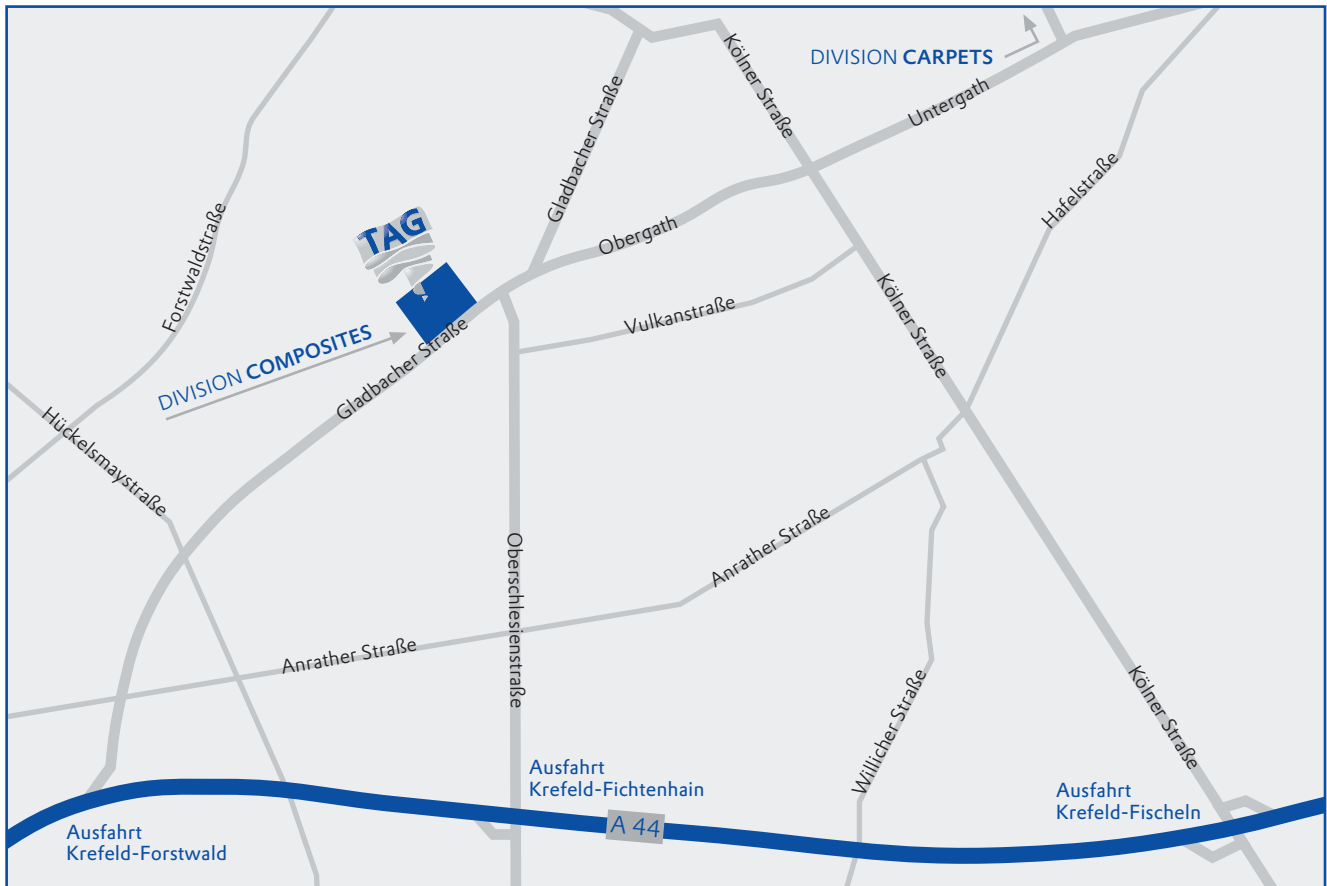 Kölner Straße
DIVISION CARPETS
Untergath
Gladbacher Straße
Hafelstraße
Forstwaldstraße
TAG
Obergath
Kölner Straße
Vulkanstraße
DIVISION COMPOSITES
Gladbacher Straße
Hückelsmaystraße
Anrather Straße
Oberschlesienstraße
Anrather Straße
Willicher Straße
Kölner Straße
Ausfahrt
Krefeld-Fichtenhain
Ausfahrt
Krefeld-Fischeln
A 44
Ausfahrt
Krefeld-Forstwald